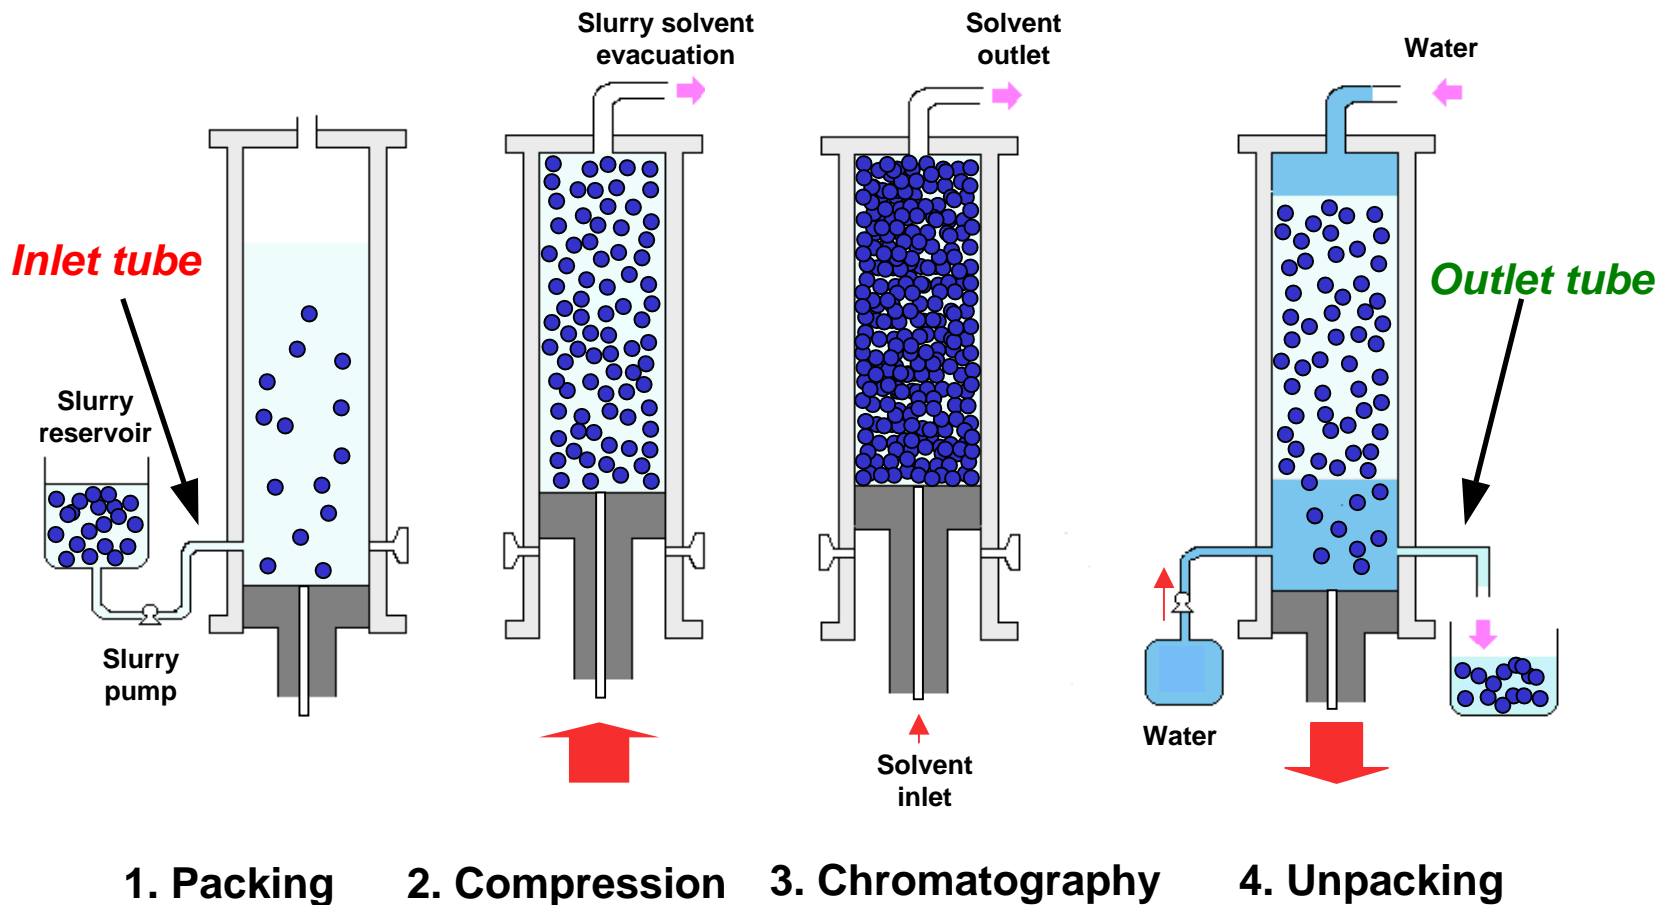 Slurry solvent
evacuation
Solvent
outlet
Water
Inlet tube
Outlet tube
Slurry
reservoir
Slurry
pump
Water
Solvent
inlet
1. Packing
2. Compression
3. Chromatography
4. Unpacking